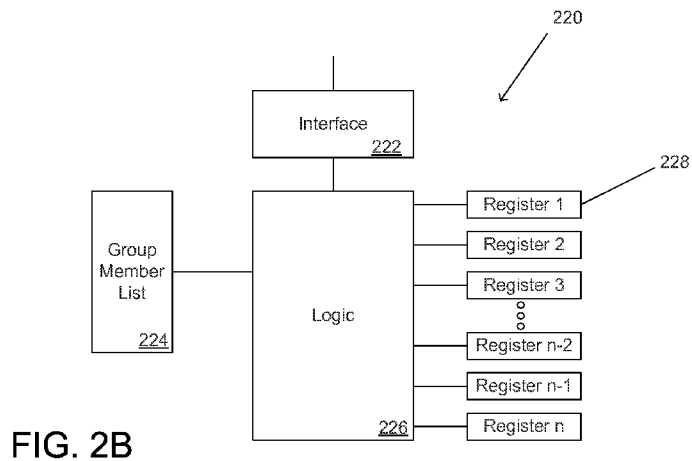 220
Interface
222
228
Register 1
Register 2
Group
Member
List
224
Register 3
Logic
Register n-2
Register n-1
226
Register n
FIG. 2B